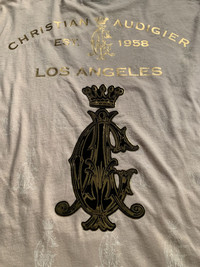 CHRISTIAN AUDIGIER
EST 1958
LOS ANGELES